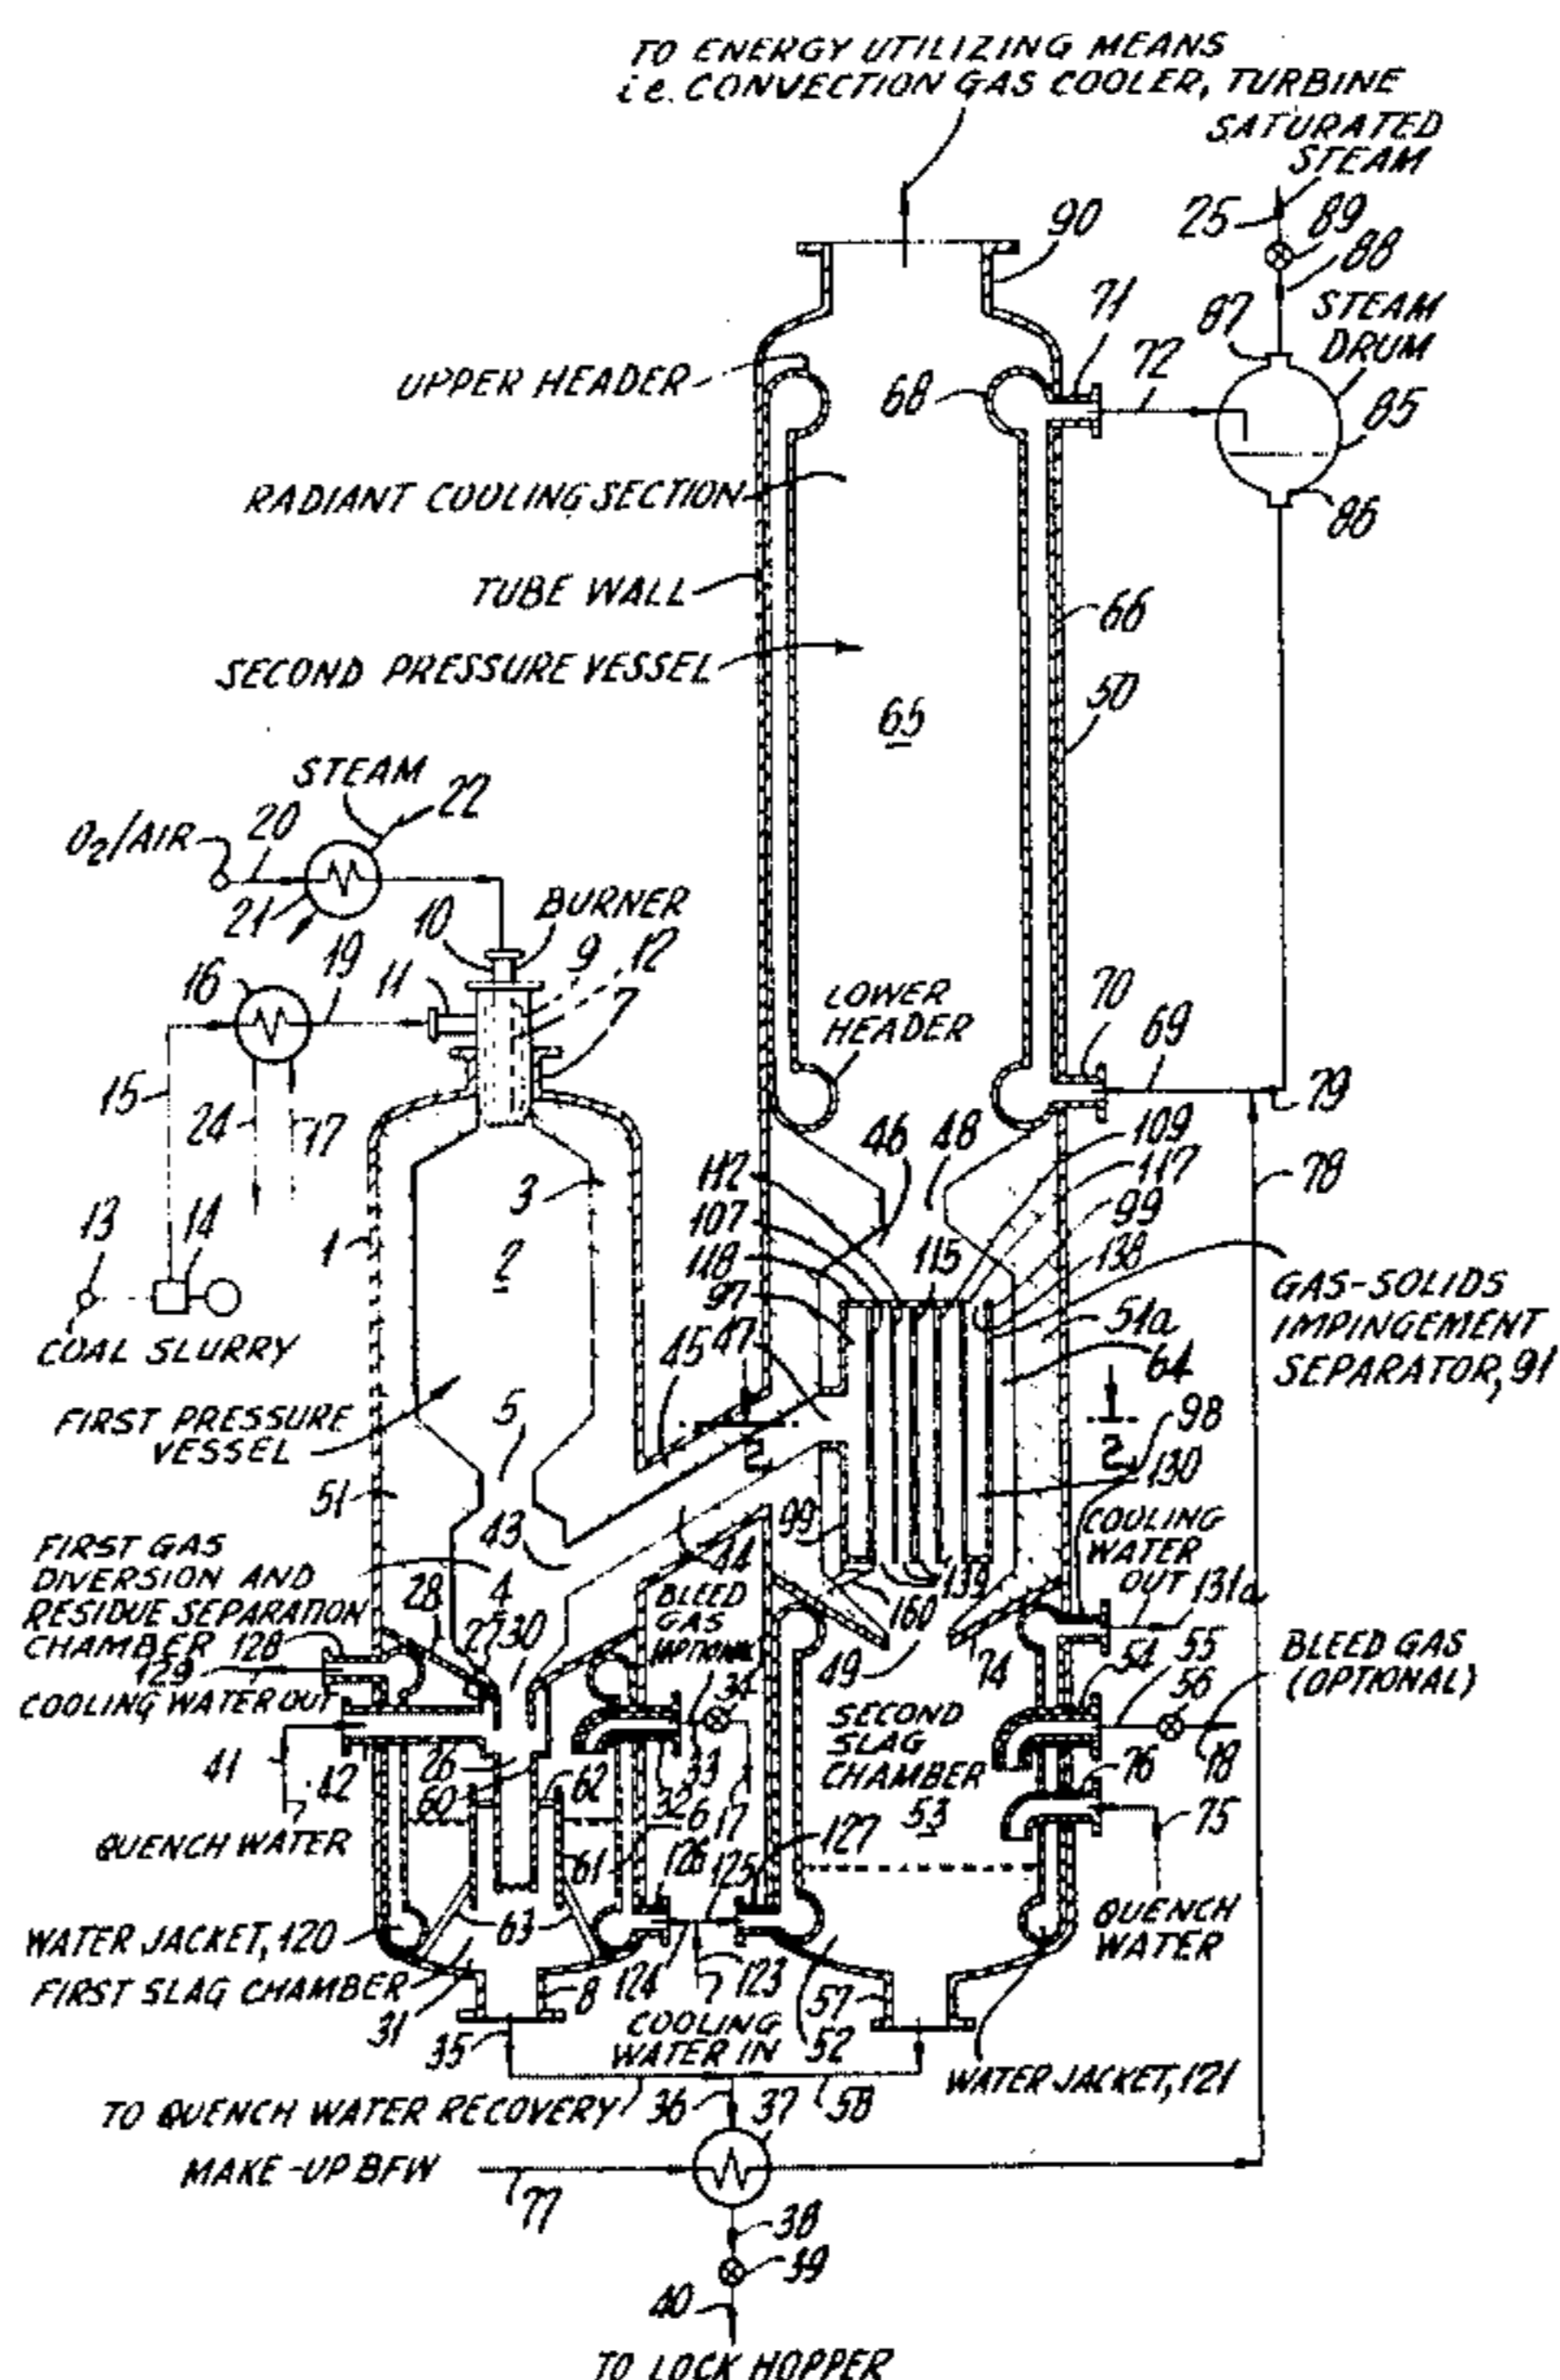 TO ENERGY UTILIZING MEANS
i.e. CONVECTION GAS COOLER, TURBINE
SATURATED
STEAM
25
89
88
90
71
87
STEAM
DRUM
UPPER HEADER
68
72
85
86
RADIANT COOLING SECTION
TUBE WALL
66
SECOND PRESSURE VESSEL
50
65
STEAM
22
O2/AIR
20
21
10
BURNER
9
12
16
19
11
7
LOWER
HEADER
70
69
79
15
24
17
46
48
109
117
99
138
78
112
107
118
97
47
115
3
13
14
1
2
GAS-SOLIDS
IMPINGEMENT
SEPARATOR, 91
51a
64
COAL SLURRY
45
FIRST PRESSURE
VESSEL
5
2
2
98
130
51
43
44
99
139
160
COOLING
WATER
OUT
131a
FIRST GAS
DIVERSION AND
RESIDUE SEPARATION
CHAMBER
128
28
4
27
30
BLEED
GAS
129
COOLING WATER OUT
34
49
74
54
55
56
BLEED GAS
(OPTIONAL)
SECOND
SLAG
CHAMBER
53
41
42
26
60
62
32
33
6
17
76
18
75
QUENCH WATER
61
126
125
127
QUENCH
WATER
WATER JACKET, 120
63
FIRST SLAG CHAMBER
31
8
124
123
COOLING
WATER IN
57
52
35
WATER JACKET, 121
TO QUENCH WATER RECOVERY
36
37
58
MAKE-UP BFW
77
38
39
40
TO LOCK HOPPER